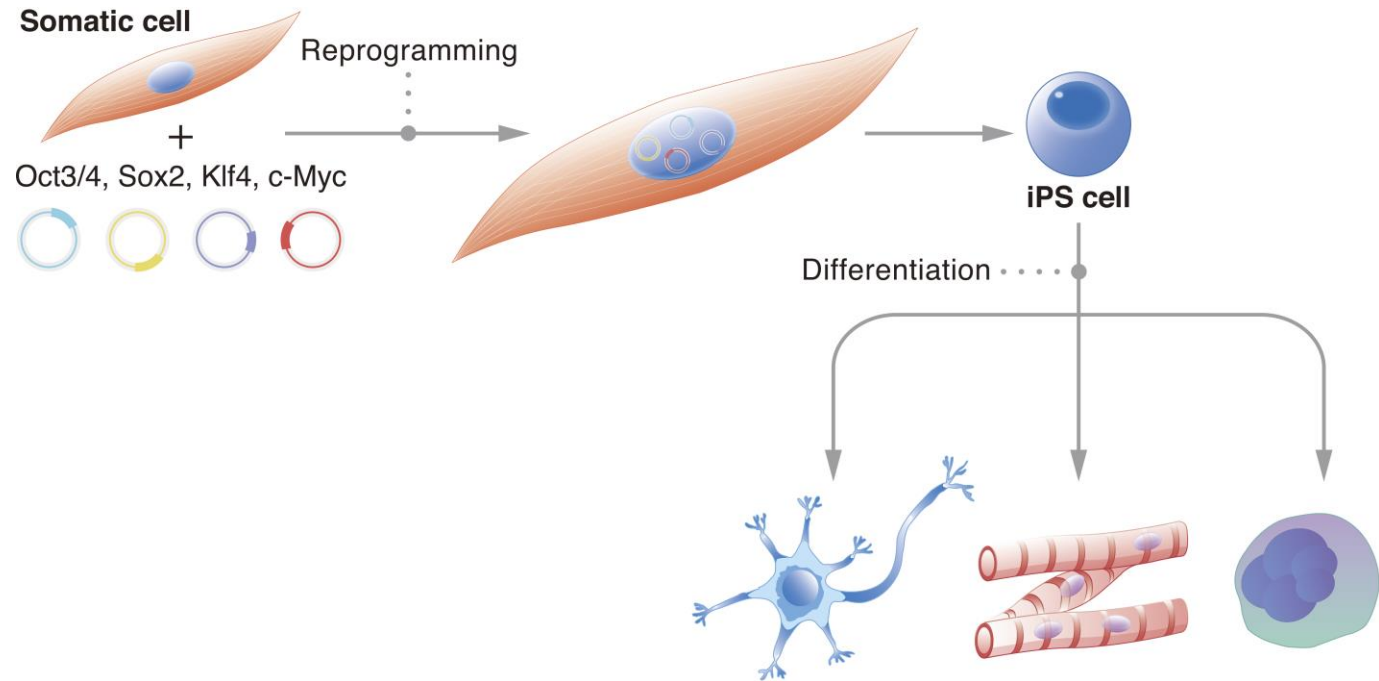 Somatic cell
Reprogramming
+
Oct3/4, Sox2, Klf4, c-Myc
iPS cell
Differentiation